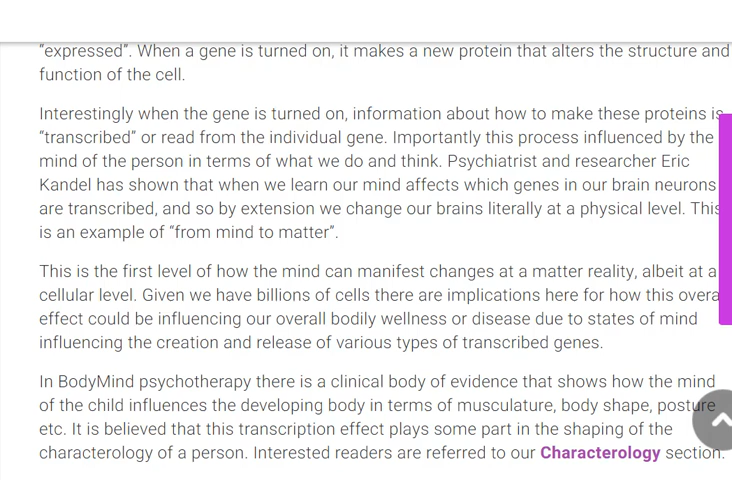 "expressed". When a gene is turned on, it makes a new protein that alters the structure and
function of the cell.
Interestingly when the gene is turned on, information about how to make these proteins is
"transcribed" or read from the individual gene. Importantly this process influenced by the
mind of the person in terms of what we do and think. Psychiatrist and researcher Eric
Kandel has shown that when we learn our mind affects which genes in our brain neurons
are transcribed, and so by extension we change our brains literally at a physical level. This
is an example of "from mind to matter".
This is the first level of how the mind can manifest changes at a matter reality, albeit at a
cellular level. Given we have billions of cells there are implications here for how this overa
effect could be influencing our overall bodily wellness or disease due to states of mind
influencing the creation and release of various types of transcribed genes.
In BodyMind psychotherapy there is a clinical body of evidence that shows how the mind
of the child influences the developing body in terms of musculature, body shape, posture
etc. It is believed that this transcription effect plays some part in the shaping of the
characterology of a person. Interested readers are referred to our Characterology section.